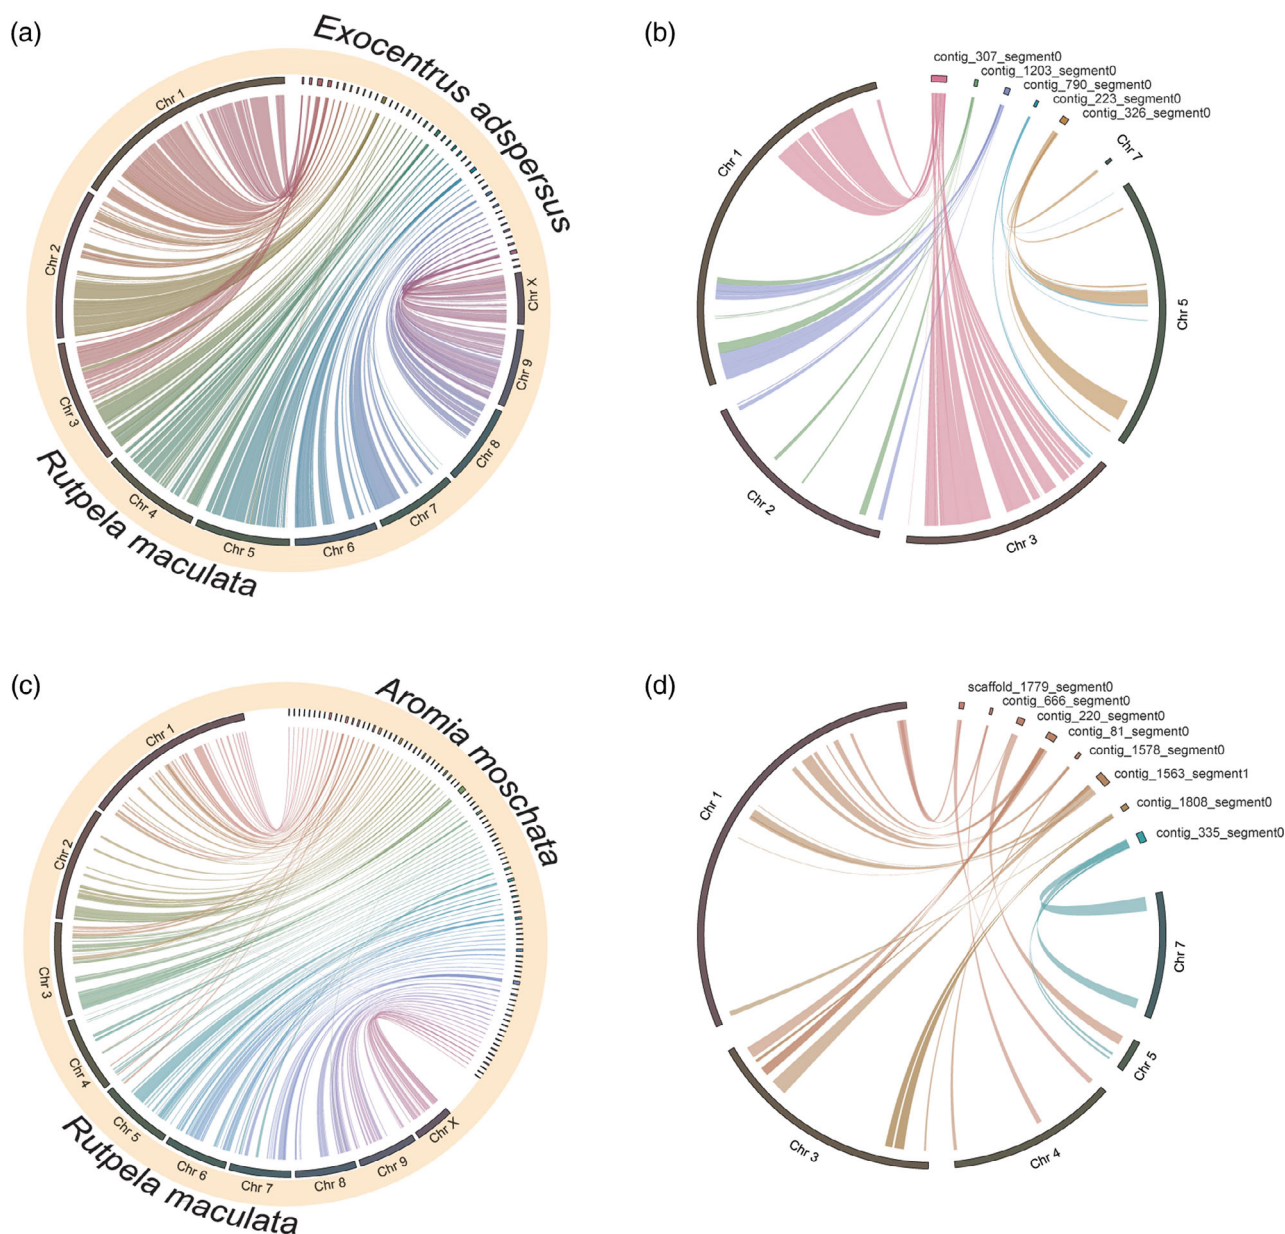 (a)
Exocentrus adspersus
Chr 1
Chr 2
Chr 3
Chr 4
Chr 5
Chr 6
Chr 7
Chr 8
Chr 9
Chr X
Rutpela maculata
(b)
contig_307_segment0
contig_1203_segment0
contig_790_segment0
contig_223_segment0
contig_326_segment0
Chr 7
Chr 5
Chr 3
Chr 2
Chr 1
(c)
Aromia moschata
Chr 1
Chr 2
Chr 3
Chr 4
Chr 5
Chr 6
Chr 7
Chr 8
Chr 9
Chr X
Rutpela maculata
(d)
scaffold_1779_segment0
contig_666_segment0
contig_220_segment0
contig_81_segment0
contig_1578_segment0
contig_1563_segment1
contig_1808_segment0
contig_335_segment0
Chr 7
Chr 5
Chr 4
Chr 3
Chr 1